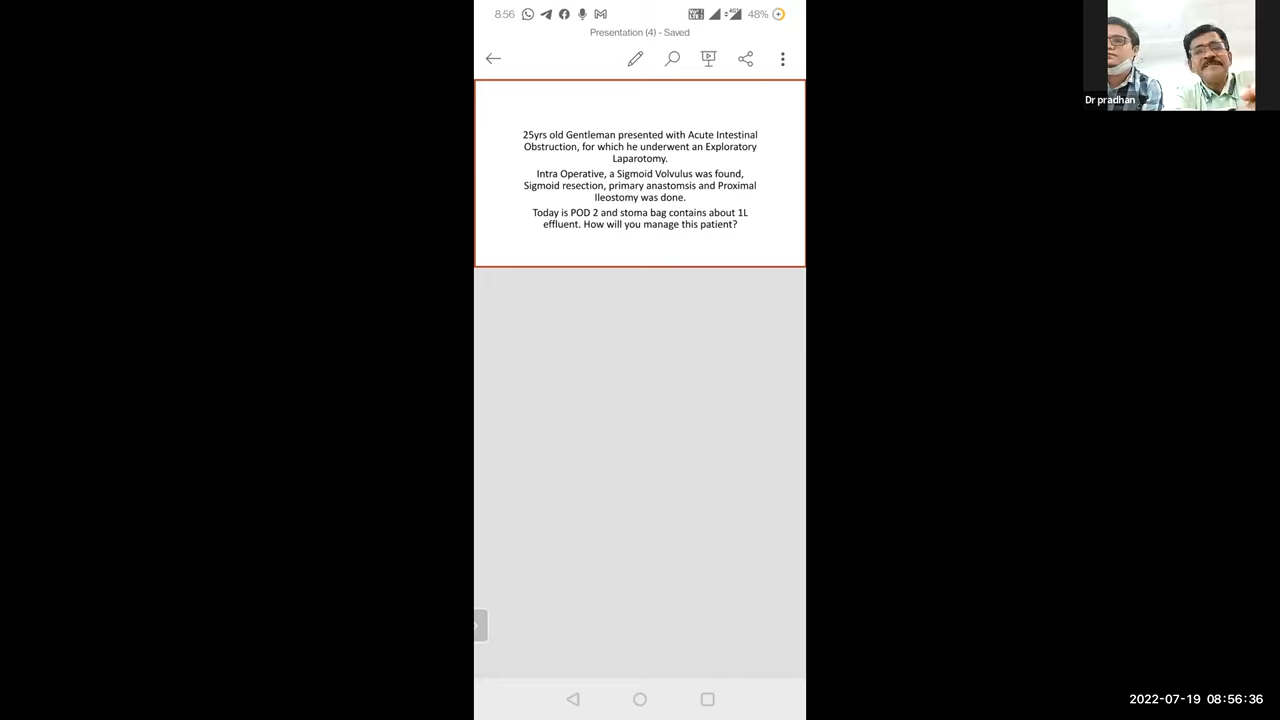 8:56
48%
Presentation (4) - Saved
25yrs old Gentleman presented with Acute Intestinal
Obstruction, for which he underwent an Exploratory
Laparotomy.
Intra Operative, a Sigmoid Volvulus was found,
Sigmoid resection, primary anastomsis and Proximal
Ileostomy was done.
Today is POD 2 and stoma bag contains about 1L
effluent. How will you manage this patient?
Dr pradhan
2022-07-19 08:56:36